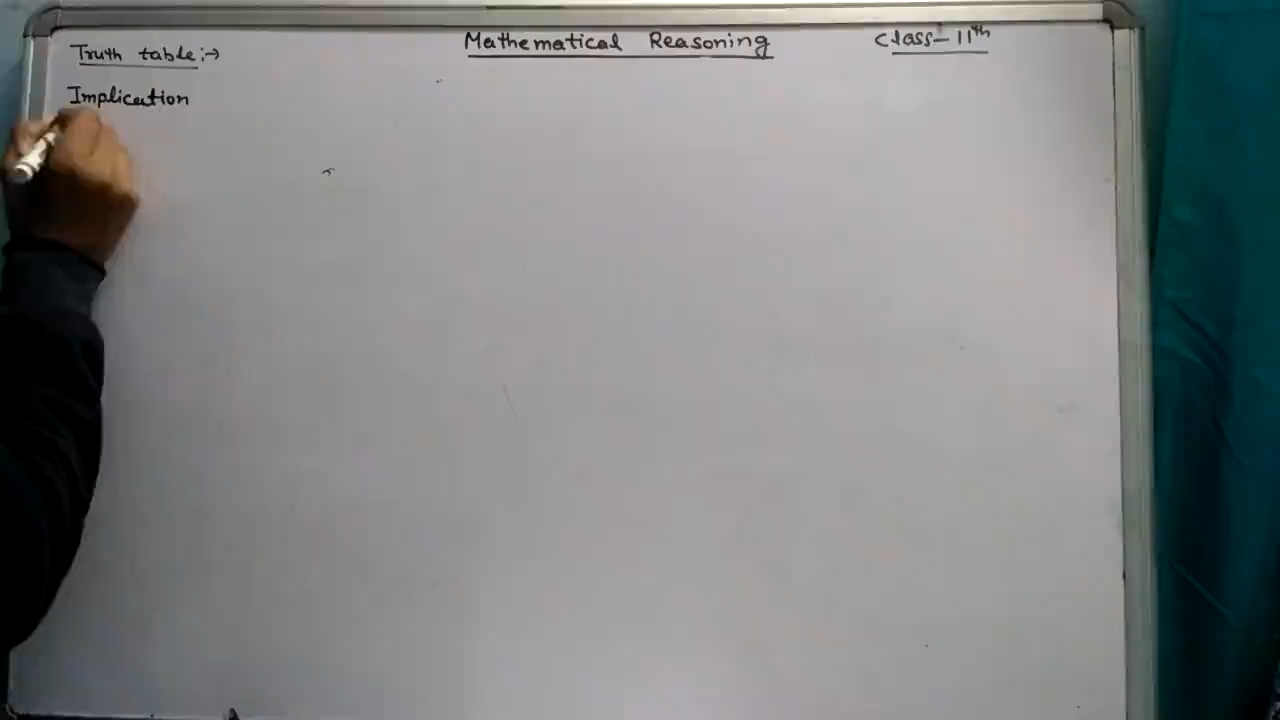 Mathematical Reasoning
Class-11th
Truth table:→
Implication